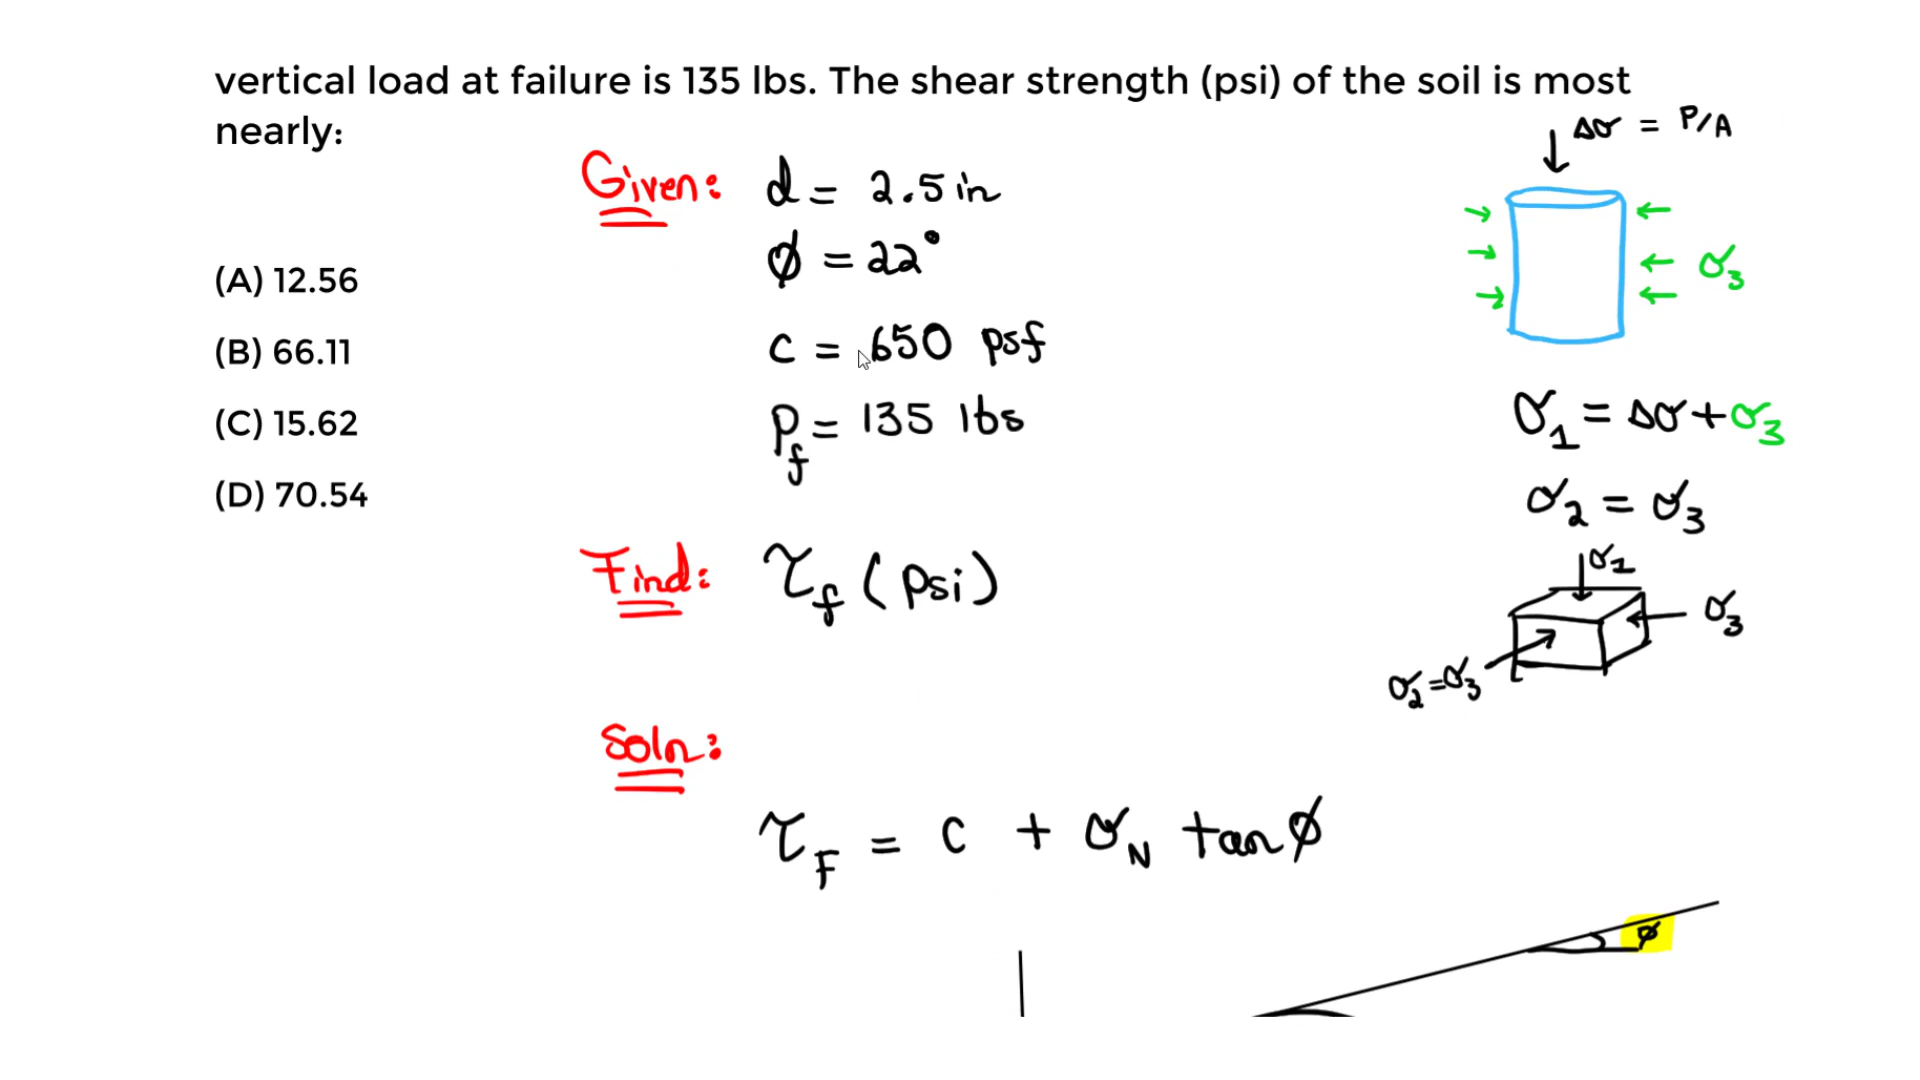 vertical load at failure is 135 lbs. The shear strength (psi) of the soil is most
nearly:
Δσ = P/A
Given: d = 2.5 in
ϕ = 22°
(A) 12.56
σ3
(B) 66.11
c = 650 psf
(C) 15.62
Pf = 135 lbs
σ1 = Δσ + σ3
(D) 70.54
σ2 = σ3
σ1
Find: τf (psi)
σ3
σ2 = σ3
Soln:
τF = c + σN tanϕ
ϕ